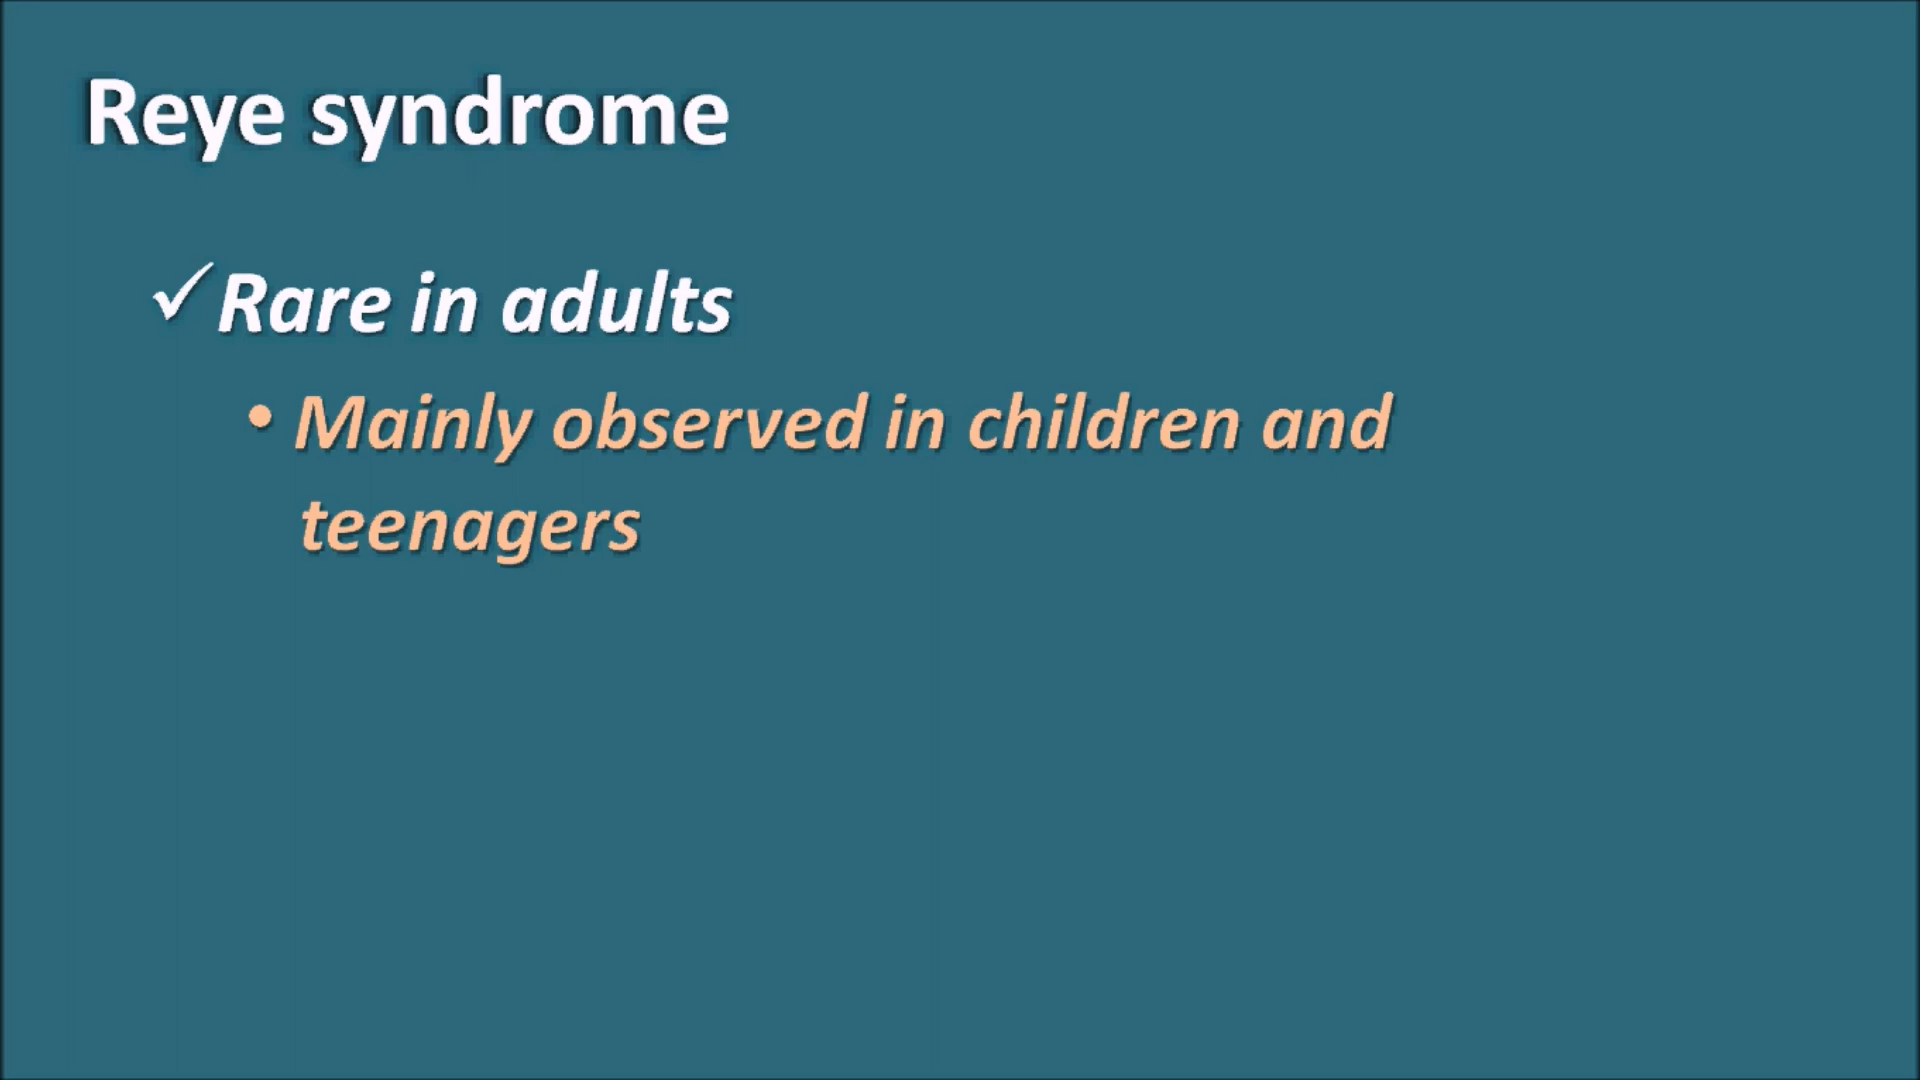 Reye syndrome
✓Rare in adults
• Mainly observed in children and
teenagers